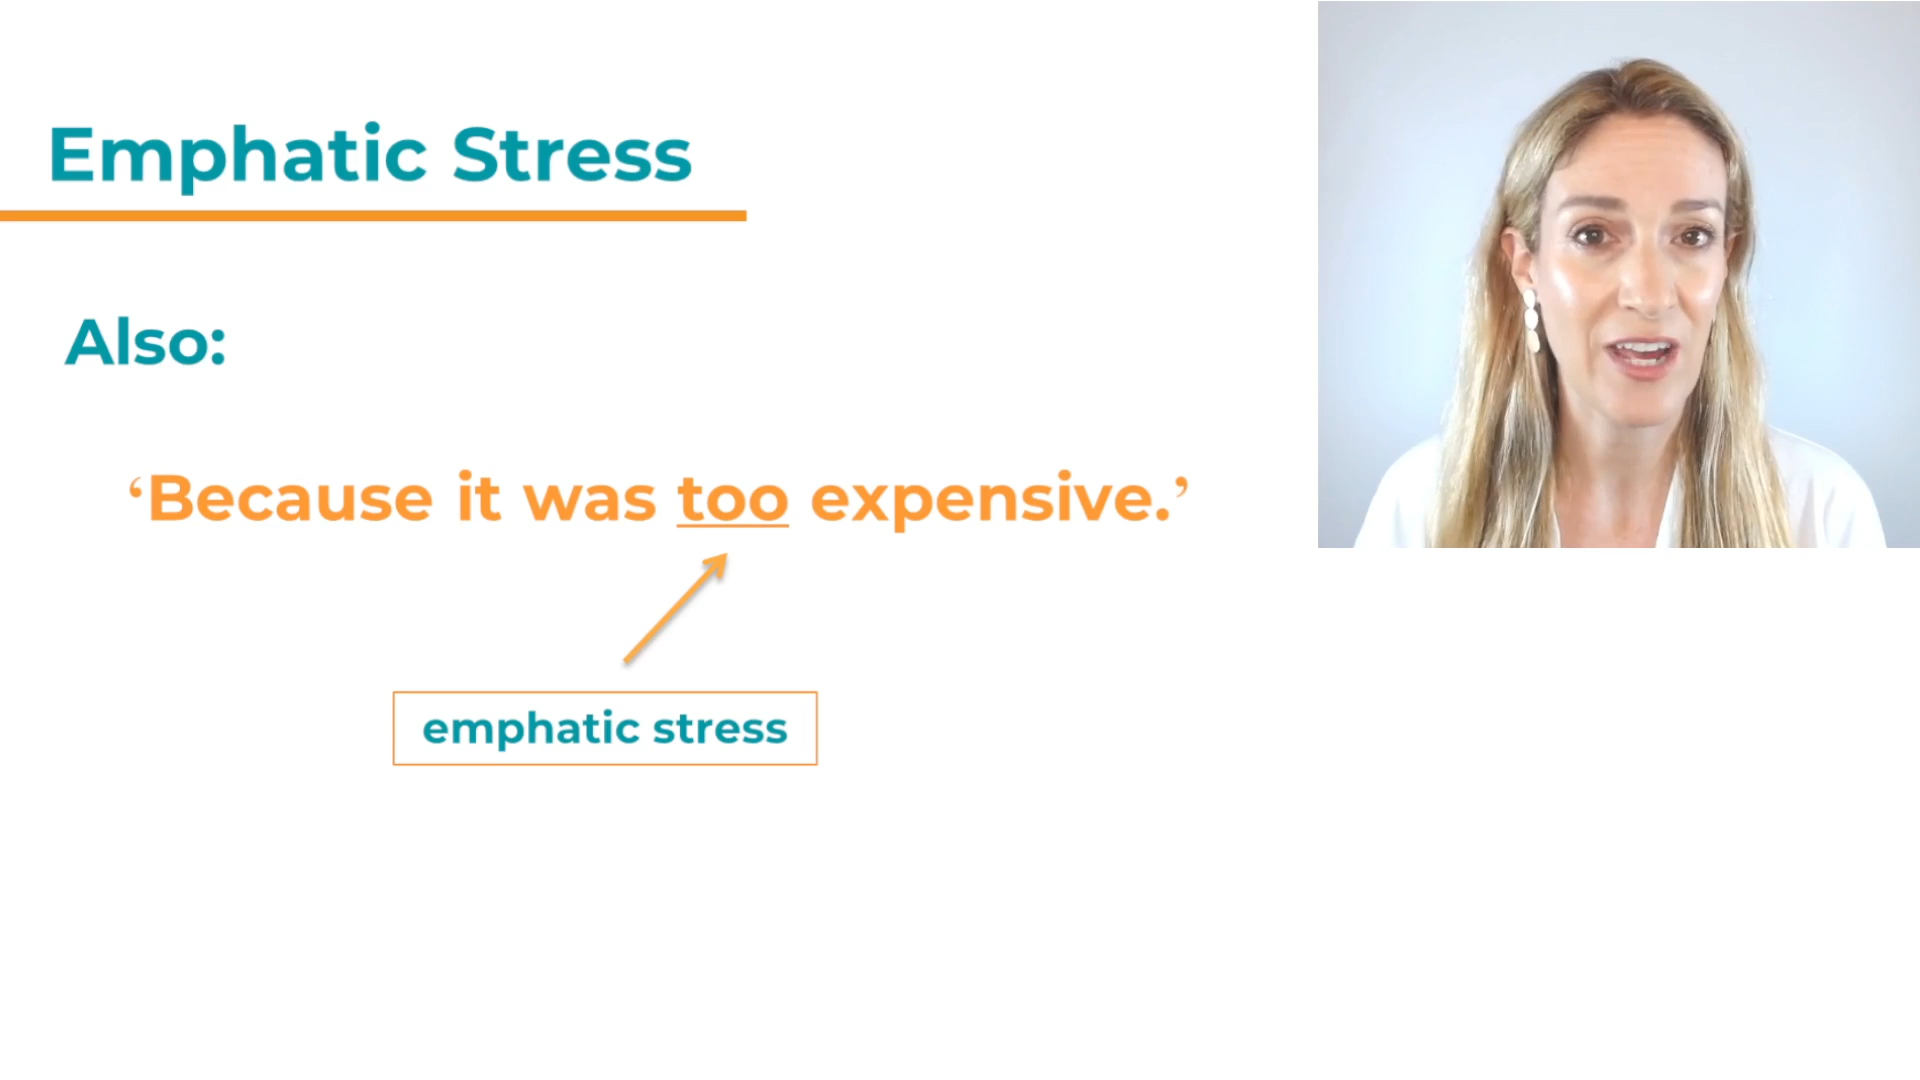 Emphatic Stress
Also:
‘Because it was too expensive.’
emphatic stress